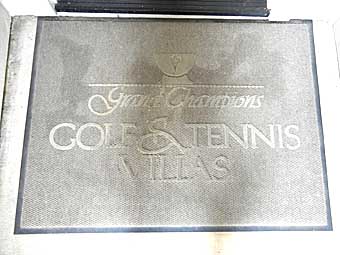 Grand Champions
GOLF & TENNIS
VILLAS